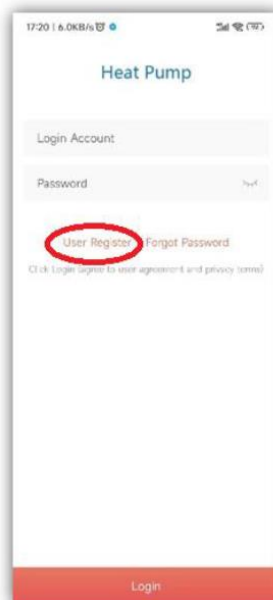 17:20 | 6.0KB/s
Heat Pump
Login Account
Password
User Register Forgot Password
Click Login (agree to user agreement and privacy terms)
Login